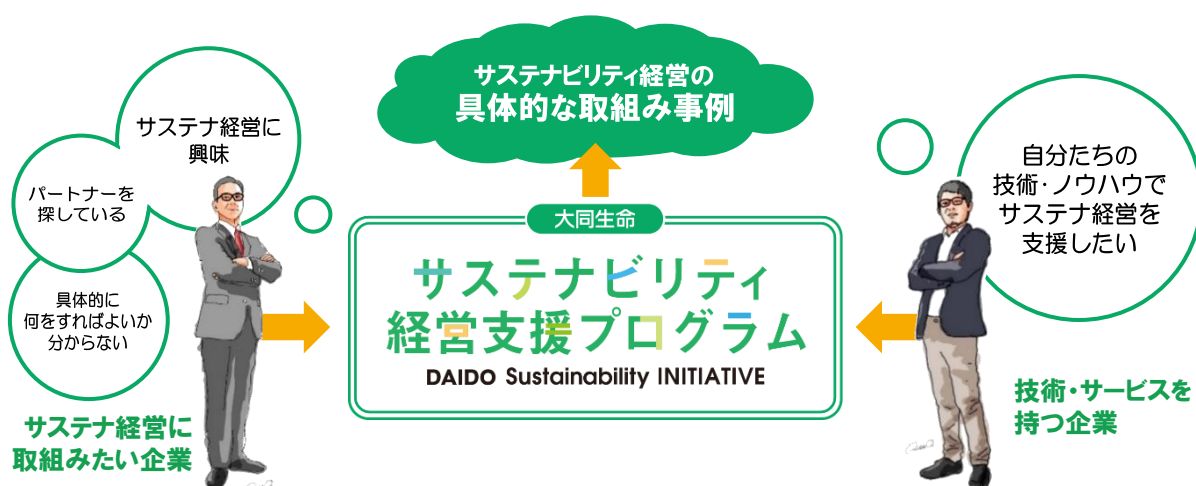 サステナビリティ経営の
具体的な取組み事例
サステナ経営に
興味
パートナーを
探している
具体的に
何をすればよいか
分からない
サステナ経営に
取組みたい企業
大同生命
サステナビリティ
経営支援プログラム
DAIDO Sustainability INITIATIVE
自分たちの
技術・ノウハウで
サステナ経営を
支援したい
技術・サービスを
持つ企業